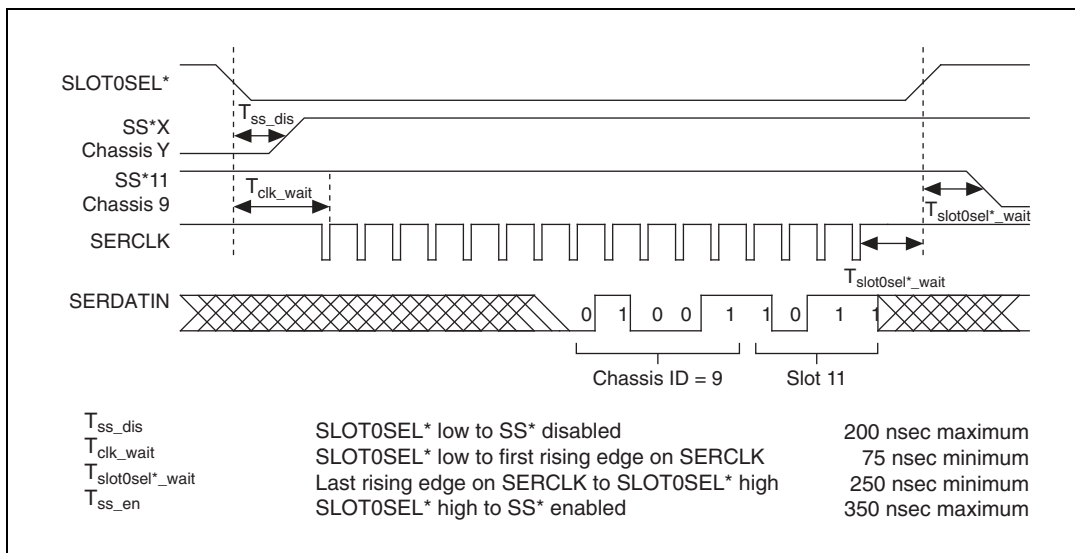 SLOT0SEL*
T_ss_dis
SS*X
Chassis Y
SS*11
Chassis 9
T_clk_wait
T_slot0sel*_wait
SERCLK
T_slot0sel*_wait
SERDATIN
0 1 0 0 1 1 0 1 1
Chassis ID = 9
Slot 11
T_ss_dis SLOT0SEL* low to SS* disabled 200 nsec maximum
T_clk_wait SLOT0SEL* low to first rising edge on SERCLK 75 nsec minimum
T_slot0sel*_wait Last rising edge on SERCLK to SLOT0SEL* high 250 nsec minimum
T_ss_en SLOT0SEL* high to SS* enabled 350 nsec maximum